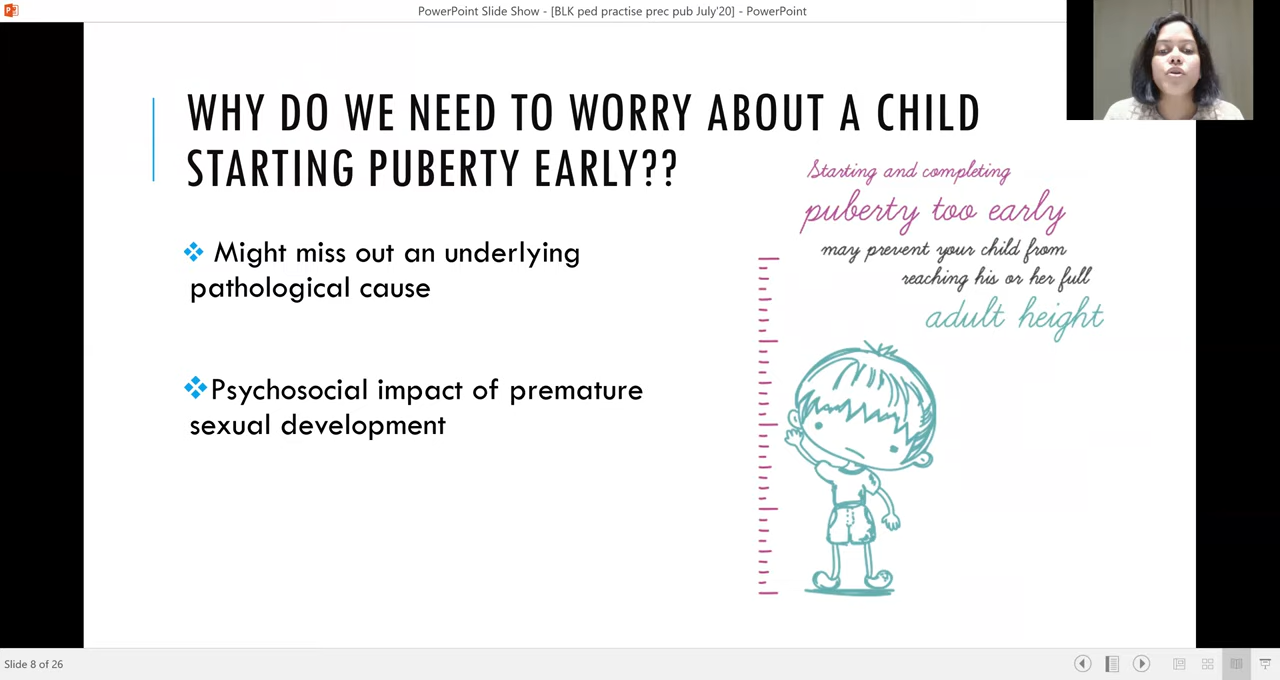 PowerPoint Slide Show - [BLK ped practise prec pub July'20] - PowerPoint
WHY DO WE NEED TO WORRY ABOUT A CHILD
STARTING PUBERTY EARLY??
Might miss out an underlying
pathological cause
Psychosocial impact of premature
sexual development
Starting and completing
puberty too early
may prevent your child from
reaching his or her full
adult height
Slide 8 of 26